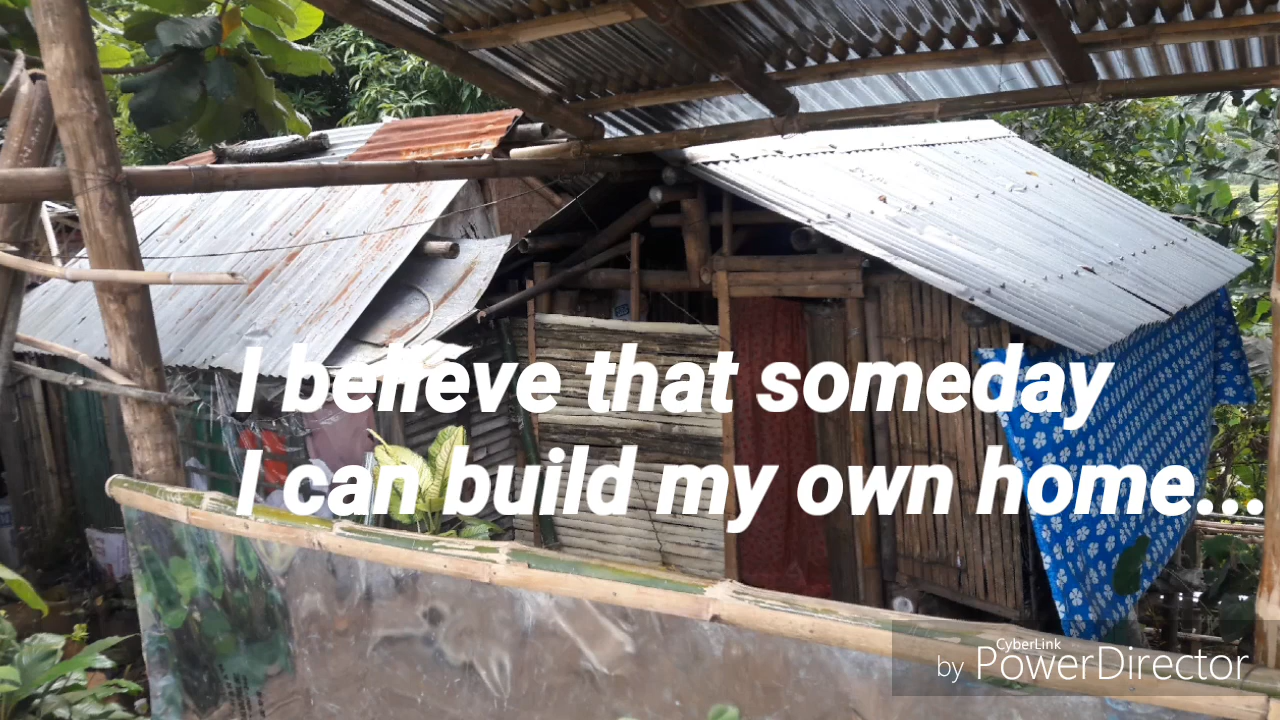 I believe that someday
I can build my own home...
CyberLink
by PowerDirector